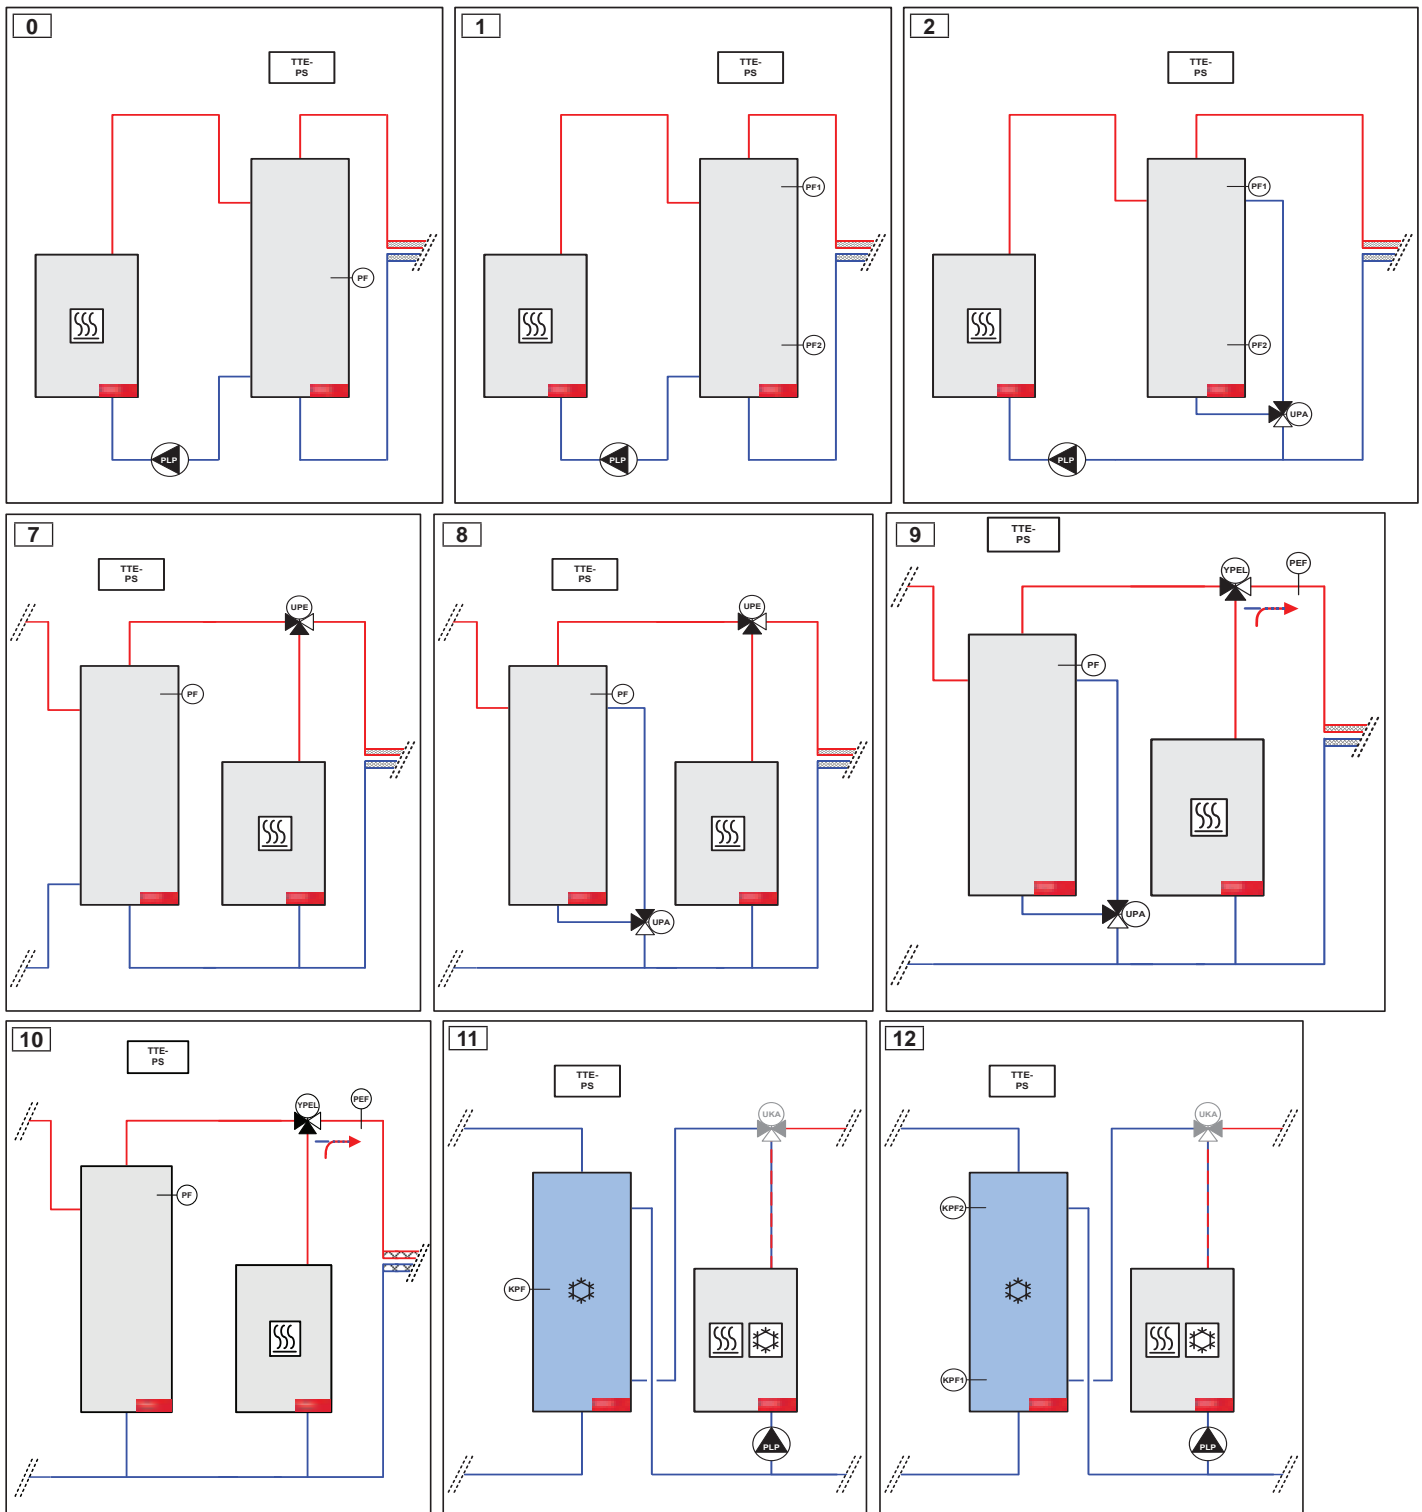 0
TTE-
PS
PF
PLP
1
TTE-
PS
PF1
PF2
PLP
2
TTE-
PS
PF1
PF2
UPA
PLP
7
TTE-
PS
UPE
PF
8
TTE-
PS
UPE
PF
UPA
9
TTE-
PS
YPEL
PEF
PF
UPA
10
TTE-
PS
YPEL
PEF
PF
11
TTE-
PS
UKA
KPF
PLP
12
TTE-
PS
UKA
KPF2
KPF1
PLP